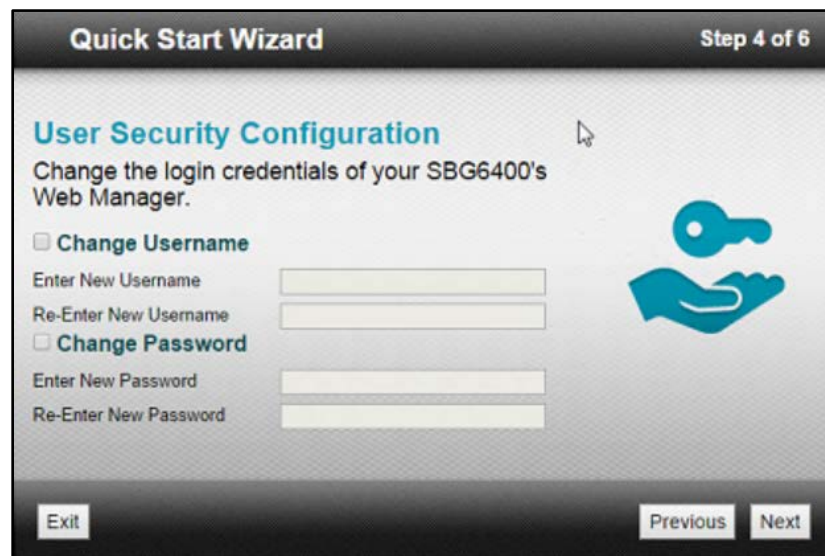 Quick Start Wizard
Step 4 of 6
User Security Configuration
Change the login credentials of your SBG6400's
Web Manager.
Change Username
Enter New Username
Re-Enter New Username
Change Password
Enter New Password
Re-Enter New Password
Exit
Previous
Next